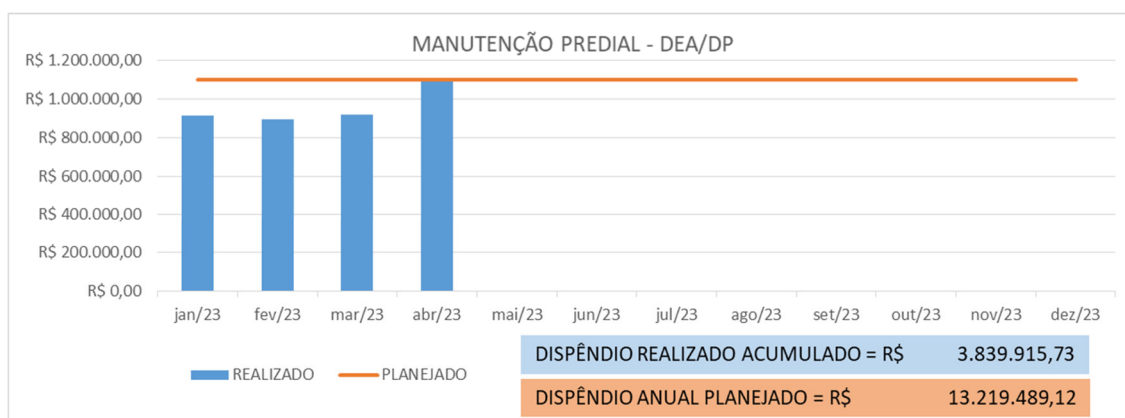 MANUTENÇÃO PREDIAL - DEA/DP
R$ 1.200.000,00
R$ 1.000.000,00
R$ 800.000,00
R$ 600.000,00
R$ 400.000,00
R$ 200.000,00
R$ 0,00
jan/23 fev/23 mar/23 abr/23 mai/23 jun/23 jul/23 ago/23 set/23 out/23 nov/23 dez/23
REALIZADO PLANEJADO
DISPÊNDIO REALIZADO ACUMULADO = R$ 3.839.915,73
DISPÊNDIO ANUAL PLANEJADO = R$ 13.219.489,12